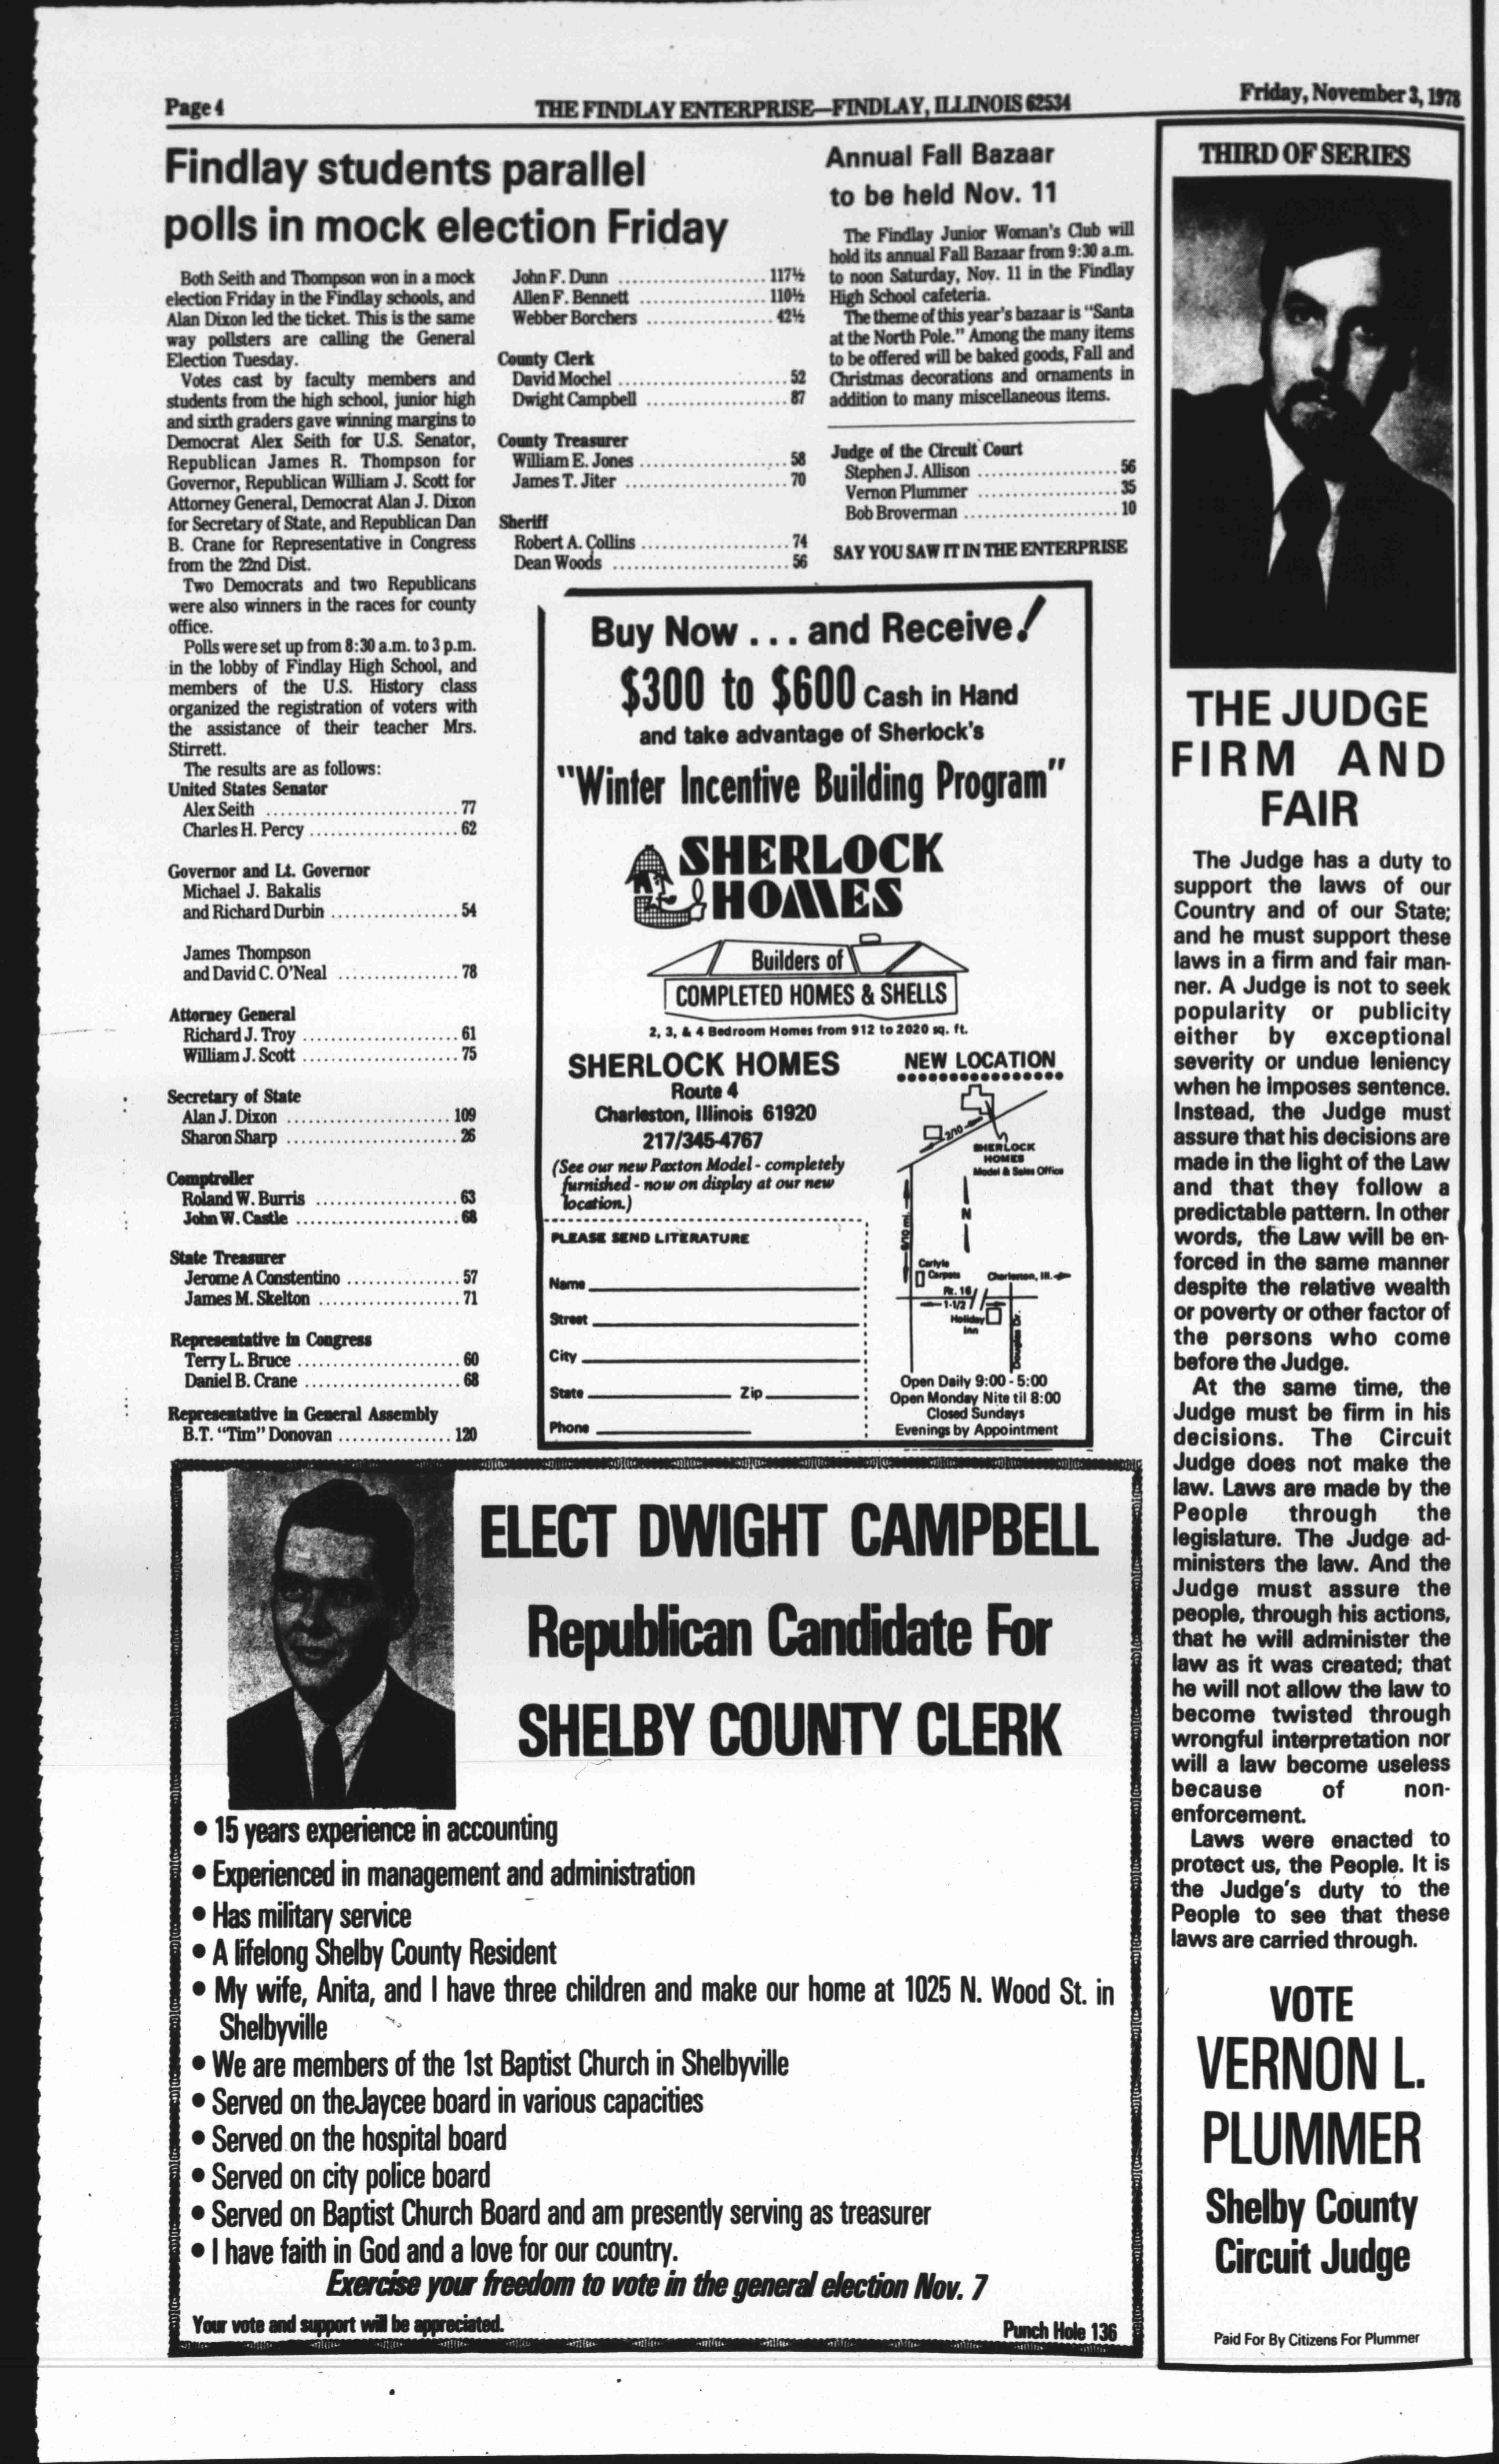 Page 4
THE FINDLAY ENTERPRISE—FINDLAY, ILLINOIS 62534
Friday, November 3, 1978
Findlay students parallel
polls in mock election Friday
Both Seith and Thompson won in a mock
election Friday in the Findlay schools, and
Alan Dixon led the ticket. This is the same
way pollsters are calling the General
Election Tuesday.
Votes cast by faculty members and
students from the high school, junior high
and sixth graders gave winning margins to
Democrat Alex Seith for U.S. Senator,
Republican James R. Thompson for
Governor, Republican William J. Scott for
Attorney General, Democrat Alan J. Dixon
for Secretary of State, and Republican Dan
B. Crane for Representative in Congress
from the 22nd Dist.
Two Democrats and two Republicans
were also winners in the races for county
office.
Polls were set up from 8:30 a.m. to 3 p.m.
in the lobby of Findlay High School, and
members of the U.S. History class
organized the registration of voters with
the assistance of their teacher Mrs.
Stirrett.
The results are as follows:
United States Senator
Alex Seith ........................ 77
Charles H. Percy .................... 62
Governor and Lt. Governor
Michael J. Bakalis
and Richard Durbin ................. 54
James Thompson
and David C. O'Neal ................ 78
Attorney General
Richard J. Troy ..................... 61
William J. Scott ..................... 75
Secretary of State
Alan J. Dixon ...................... 109
Sharon Sharp ....................... 26
Comptroller
Roland W. Burris ................... 63
John W. Castle ...................... 68
State Treasurer
Jerome A Constentino ............... 57
James M. Skelton ................... 71
Representative in Congress
Terry L. Bruce ...................... 60
Daniel B. Crane ..................... 68
Representative in General Assembly
B.T. "Tim" Donovan ............... 120
John F. Dunn .................... 117½
Allen F. Bennett ................. 110½
Webber Borchers ................. 42½
County Clerk
David Mochel ....................... 52
Dwight Campbell ................... 87
County Treasurer
William E. Jones .................... 58
James T. Jiter ...................... 70
Sheriff
Robert A. Collins .................... 74
Dean Woods ........................ 56
Annual Fall Bazaar
to be held Nov. 11
The Findlay Junior Woman's Club will
hold its annual Fall Bazaar from 9:30 a.m.
to noon Saturday, Nov. 11 in the Findlay
High School cafeteria.
The theme of this year's bazaar is "Santa
at the North Pole." Among the many items
to be offered will be baked goods, Fall and
Christmas decorations and ornaments in
addition to many miscellaneous items.
Judge of the Circuit Court
Stephen J. Allison ................... 56
Vernon Plummer ................... 35
Bob Broverman ..................... 10
SAY YOU SAW IT IN THE ENTERPRISE
Buy Now . . . and Receive!
$300 to $600 Cash in Hand
and take advantage of Sherlock's
"Winter Incentive Building Program"
SHERLOCK
HOMES
Builders of
COMPLETED HOMES & SHELLS
2, 3, & 4 Bedroom Homes from 912 to 2020 sq. ft.
SHERLOCK HOMES
Route 4
Charleston, Illinois 61920
217/345-4767
(See our new Paxton Model - completely
furnished - now on display at our new
location.)
PLEASE SEND LITERATURE
Name
Street
City
State Zip
Phone
NEW LOCATION
2/10
SHERLOCK
HOMES
Model & Sales Office
N
9/10 mi.
Carlyle
Carpets
Charleston, Ill.
Rt. 16
1-1/2
Holiday
Inn
Douglas Dr.
Open Daily 9:00 - 5:00
Open Monday Nite til 8:00
Closed Sundays
Evenings by Appointment
ELECT DWIGHT CAMPBELL
Republican Candidate For
SHELBY COUNTY CLERK
• 15 years experience in accounting
• Experienced in management and administration
• Has military service
• A lifelong Shelby County Resident
• My wife, Anita, and I have three children and make our home at 1025 N. Wood St. in
Shelbyville
• We are members of the 1st Baptist Church in Shelbyville
• Served on theJaycee board in various capacities
• Served on the hospital board
• Served on city police board
• Served on Baptist Church Board and am presently serving as treasurer
• I have faith in God and a love for our country.
Exercise your freedom to vote in the general election Nov. 7
Your vote and support will be appreciated.
Punch Hole 136
THIRD OF SERIES
THE JUDGE
FIRM AND
FAIR
The Judge has a duty to
support the laws of our
Country and of our State;
and he must support these
laws in a firm and fair man-
ner. A Judge is not to seek
popularity or publicity
either by exceptional
severity or undue leniency
when he imposes sentence.
Instead, the Judge must
assure that his decisions are
made in the light of the Law
and that they follow a
predictable pattern. In other
words, the Law will be en-
forced in the same manner
despite the relative wealth
or poverty or other factor of
the persons who come
before the Judge.
At the same time, the
Judge must be firm in his
decisions. The Circuit
Judge does not make the
law. Laws are made by the
People through the
legislature. The Judge ad-
ministers the law. And the
Judge must assure the
people, through his actions,
that he will administer the
law as it was created; that
he will not allow the law to
become twisted through
wrongful interpretation nor
will a law become useless
because of non-
enforcement.
Laws were enacted to
protect us, the People. It is
the Judge's duty to the
People to see that these
laws are carried through.
VOTE
VERNON L.
PLUMMER
Shelby County
Circuit Judge
Paid For By Citizens For Plummer